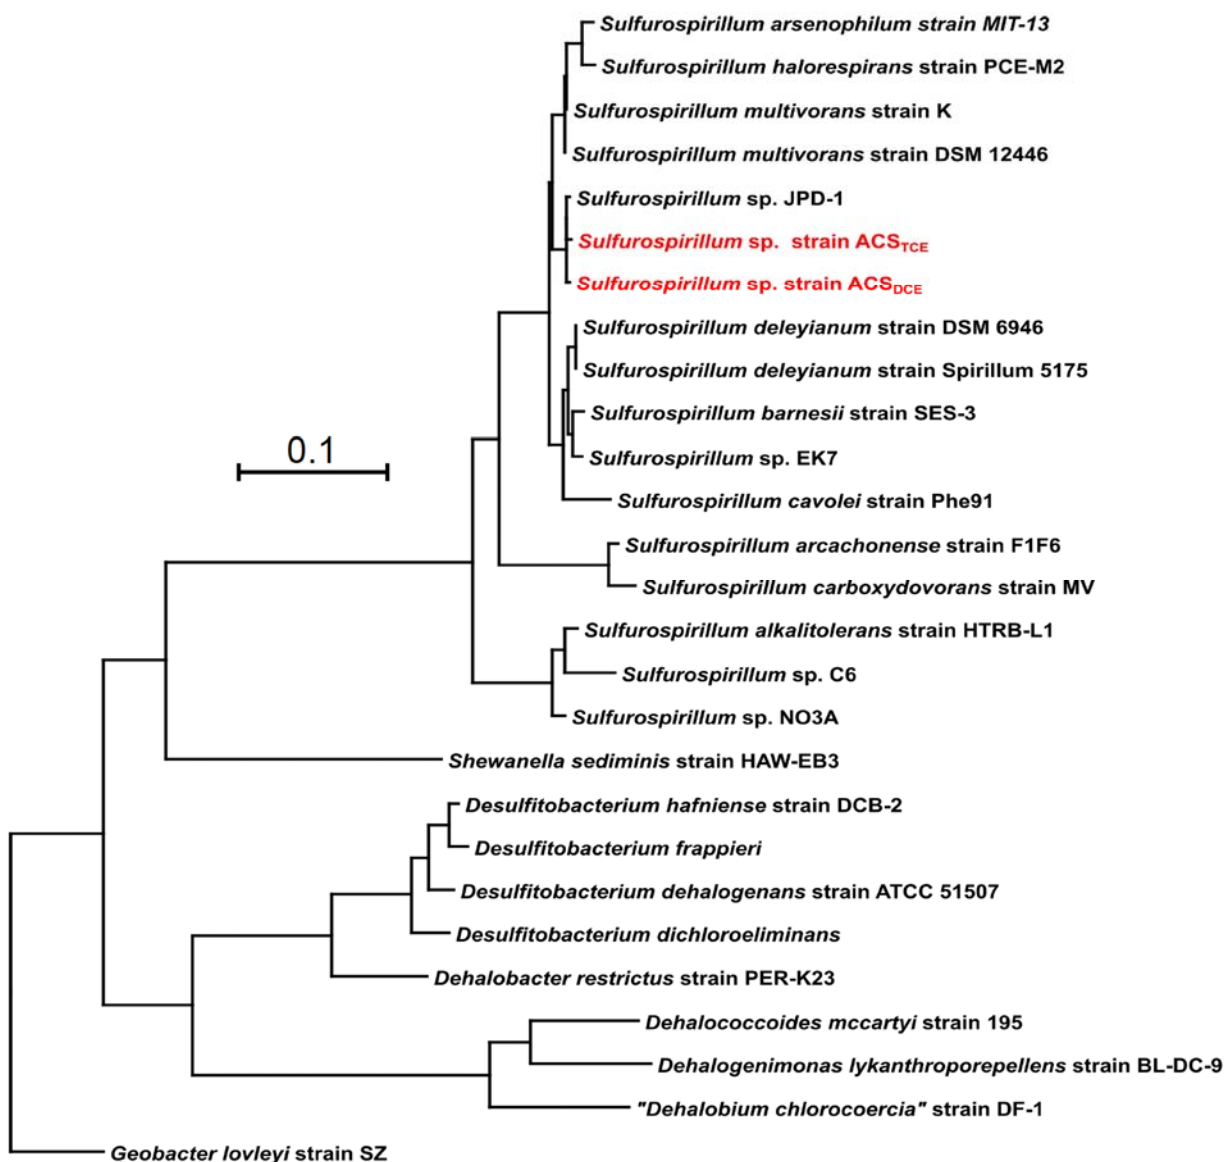 Sulfurospirillum arsenophilum strain MIT-13
Sulfurospirillum halorespirans strain PCE-M2
Sulfurospirillum multivorans strain K
Sulfurospirillum multivorans strain DSM 12446
Sulfurospirillum sp. JPD-1
Sulfurospirillum sp. strain ACSTCE
Sulfurospirillum sp. strain ACSDCE
Sulfurospirillum deleyianum strain DSM 6946
Sulfurospirillum deleyianum strain Spirillum 5175
Sulfurospirillum barnesii strain SES-3
0.1
Sulfurospirillum sp. EK7
Sulfurospirillum cavolei strain Phe91
Sulfurospirillum arcachonense strain F1F6
Sulfurospirillum carboxydovorans strain MV
Sulfurospirillum alkalitolerans strain HTRB-L1
Sulfurospirillum sp. C6
Sulfurospirillum sp. NO3A
Shewanella sediminis strain HAW-EB3
Desulfitobacterium hafniense strain DCB-2
Desulfitobacterium frappieri
Desulfitobacterium dehalogenans strain ATCC 51507
Desulfitobacterium dichloroeliminans
Dehalobacter restrictus strain PER-K23
Dehalococcoides mccartyi strain 195
Dehalogenimonas lykanthroporepellens strain BL-DC-9
"Dehalobium chlorocoercia" strain DF-1
Geobacter lovleyi strain SZ